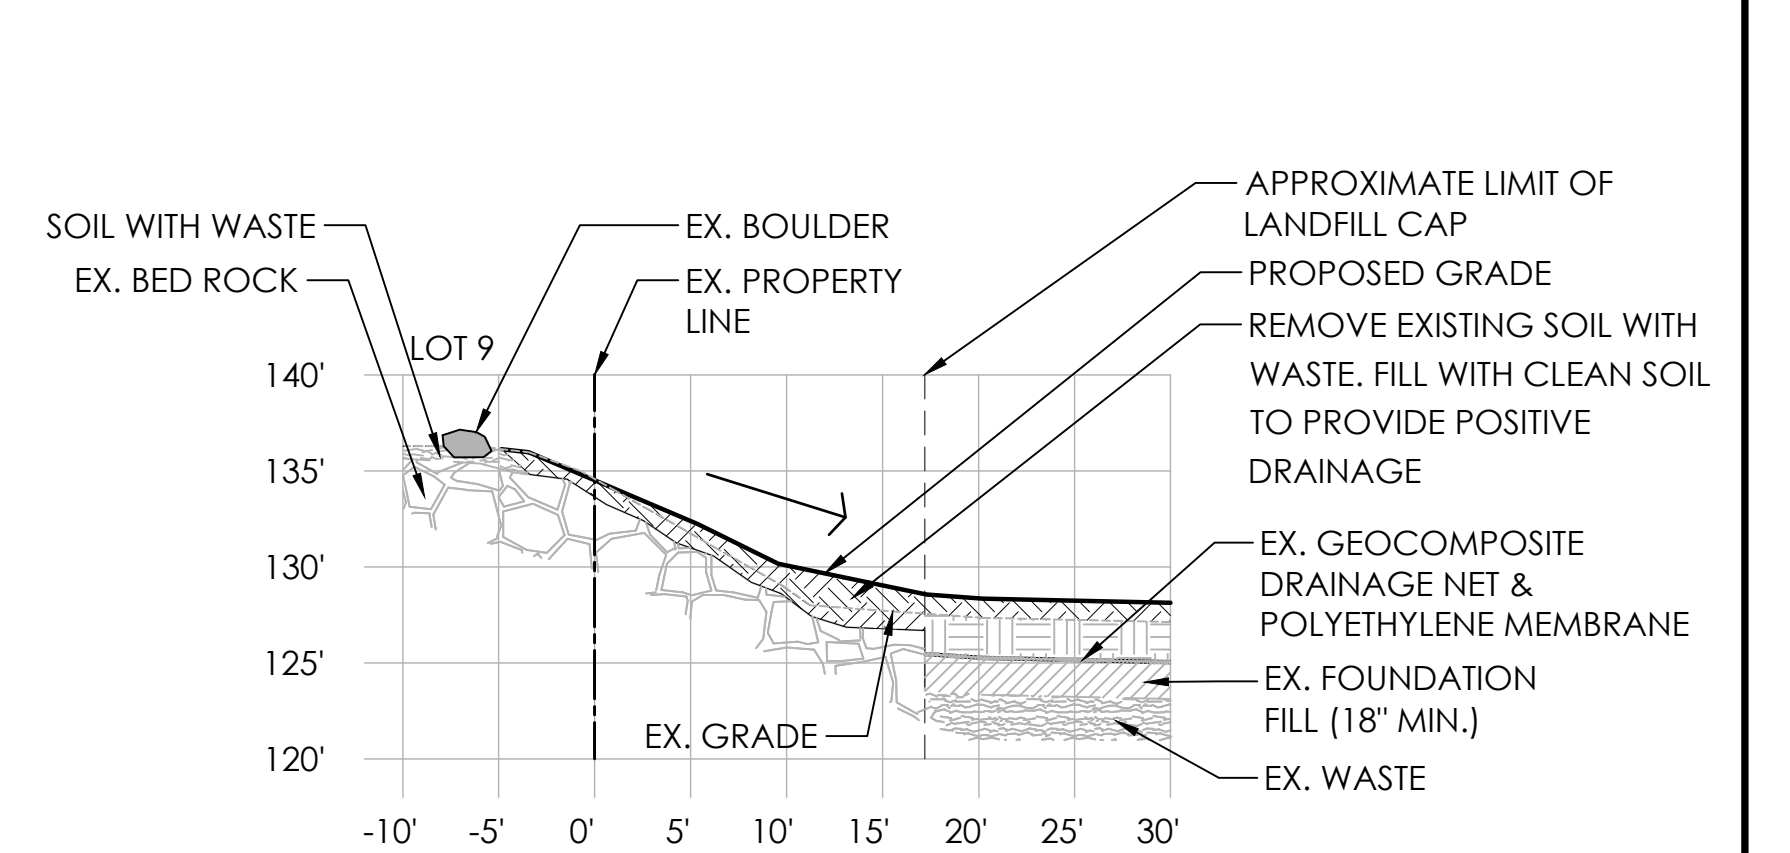 SOIL WITH WASTE
EX. BED ROCK
LOT 9
EX. BOULDER
EX. PROPERTY
LINE
APPROXIMATE LIMIT OF
LANDFILL CAP
PROPOSED GRADE
REMOVE EXISTING SOIL WITH
WASTE. FILL WITH CLEAN SOIL
TO PROVIDE POSITIVE
DRAINAGE
EX. GEOCOMPOSITE
DRAINAGE NET &
POLYETHYLENE MEMBRANE
EX. FOUNDATION
FILL (18" MIN.)
EX. WASTE
EX. GRADE
140'
135'
130'
125'
120'
-10' -5' 0' 5' 10' 15' 20' 25' 30'